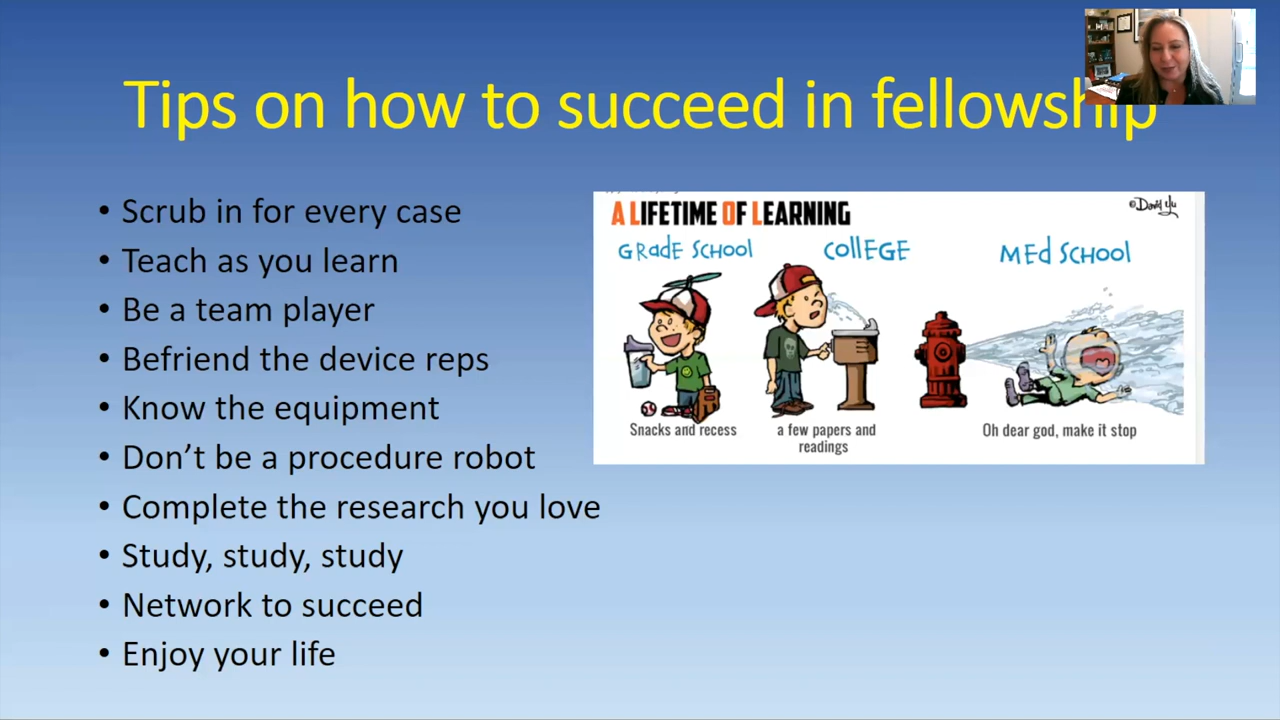 Tips on how to succeed in fellowship
• Scrub in for every case
• Teach as you learn
• Be a team player
• Befriend the device reps
• Know the equipment
• Don’t be a procedure robot
• Complete the research you love
• Study, study, study
• Network to succeed
• Enjoy your life
A LIFETIME OF LEARNING
©David Yu
GRadE SCHOOL
COllEGE
MEd SCHOOL
Snacks and recess
a few papers and
readings
Oh dear god, make it stop